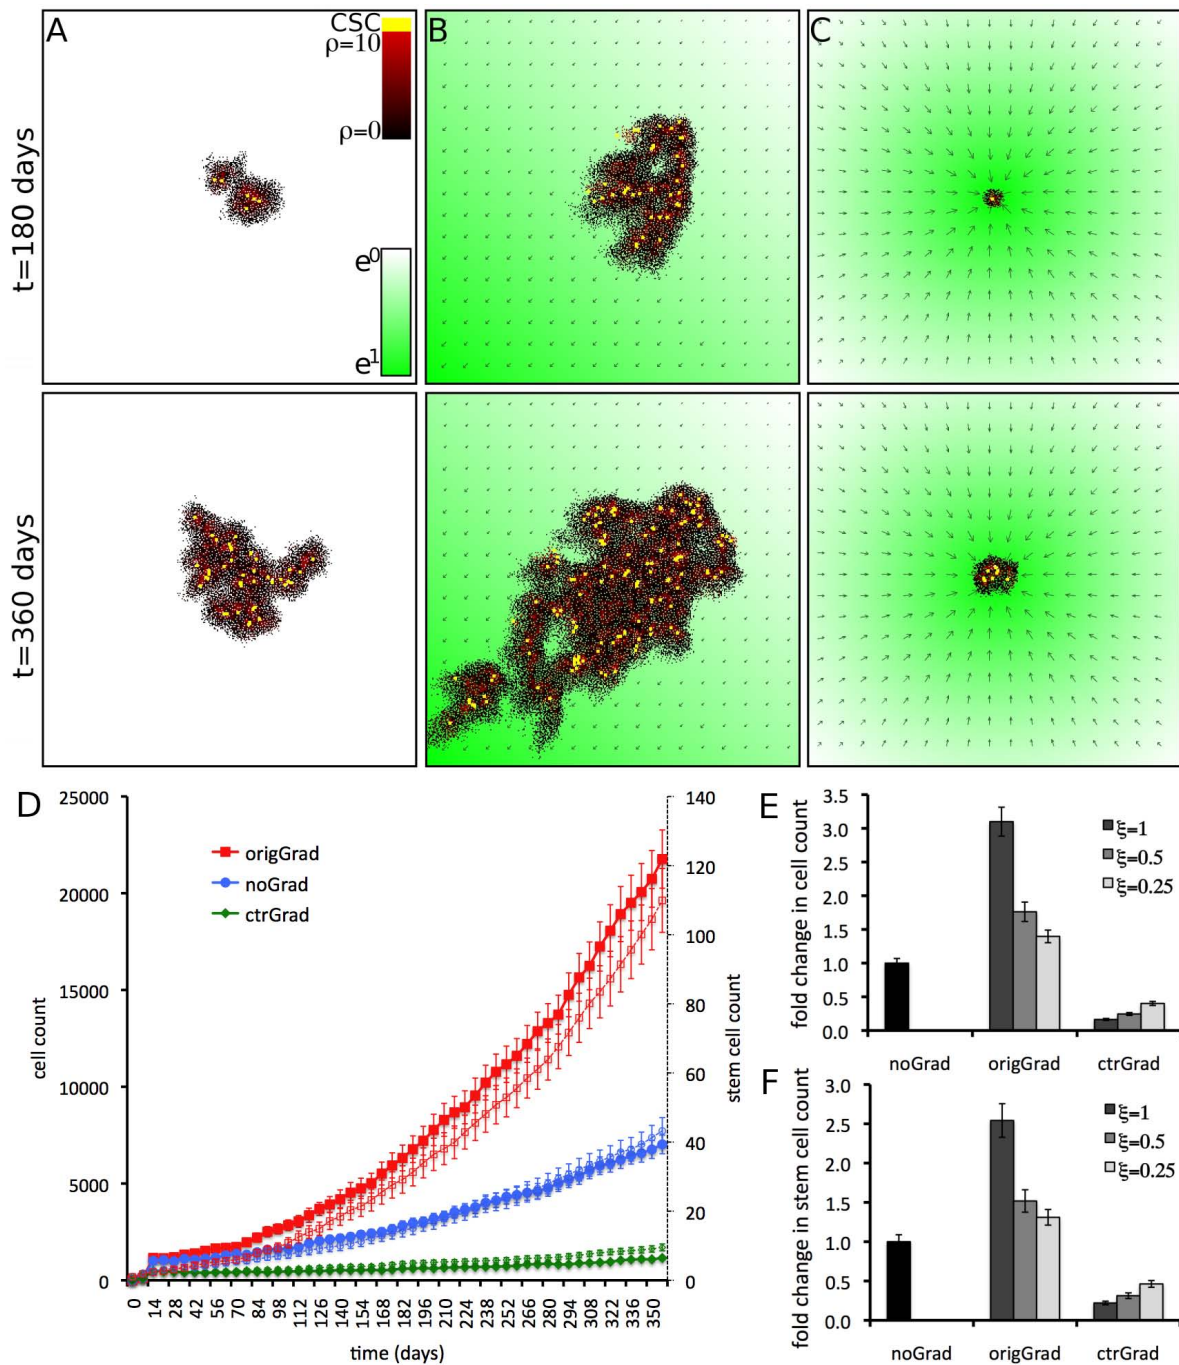 A
CSC
ρ=10
ρ=0
e0
e1
B
C
t=180 days
t=360 days
D
25000
20000
15000
10000
5000
0
cell count
140
120
100
80
60
40
20
0
stem cell count
origGrad
noGrad
ctrGrad
0 14 28 42 56 70 84 98 112 126 140 154 168 182 196 210 224 238 252 266 280 294 308 322 336 350
time (days)
E
3.5
3.0
2.5
2.0
1.5
1.0
0.5
0.0
fold change in cell count
ξ=1
ξ=0.5
ξ=0.25
noGrad origGrad ctrGrad
F
3.0
2.5
2.0
1.5
1.0
0.5
0.0
fold change in stem cell count
ξ=1
ξ=0.5
ξ=0.25
noGrad origGrad ctrGrad